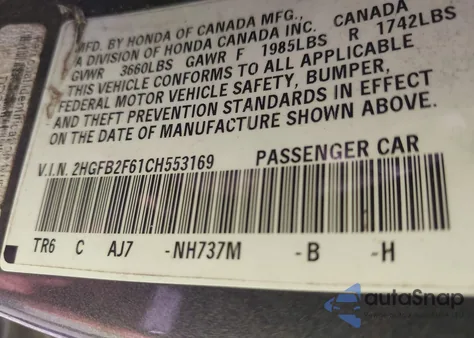 MFD. BY HONDA OF CANADA MFG.,
A DIVISION OF HONDA CANADA INC. CANADA
GVWR 3660LBS GAWR F 1985LBS R 1742LBS
THIS VEHICLE CONFORMS TO ALL APPLICABLE
FEDERAL MOTOR VEHICLE SAFETY, BUMPER,
AND THEFT PREVENTION STANDARDS IN EFFECT
ON THE DATE OF MANUFACTURE SHOWN ABOVE.
V.I.N. 2HGFB2F61CH553169 PASSENGER CAR
TR6 C AJ7 -NH737M -B -H
autoSnap